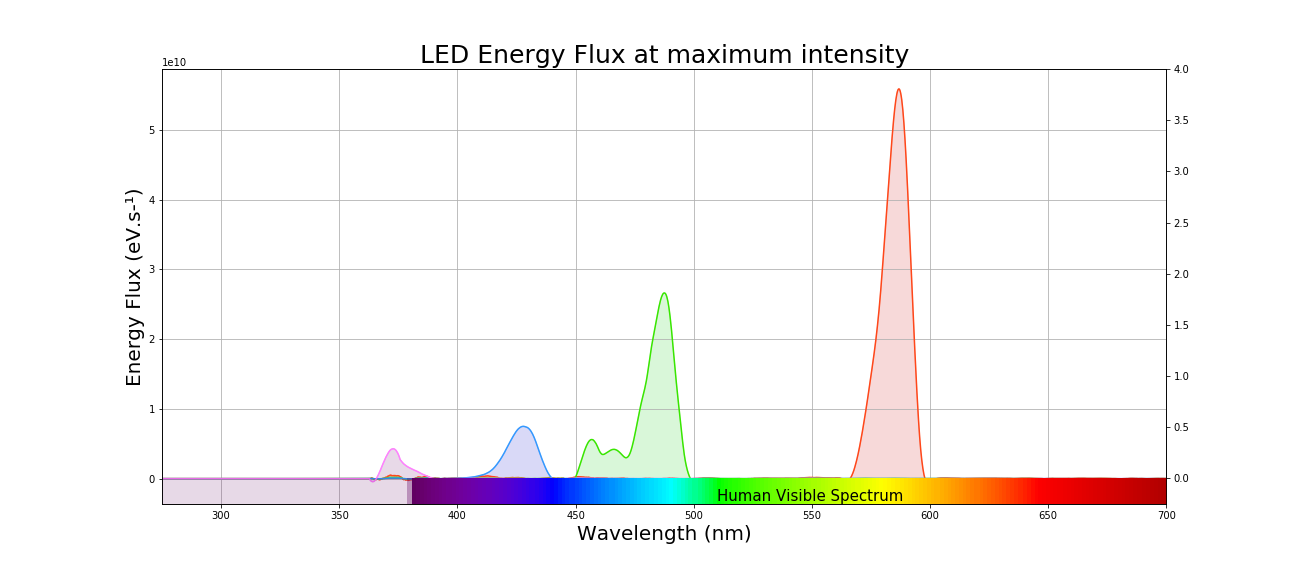 LED Energy Flux at maximum intensity
1e10
4.0
3.5
5
3.0
4
2.5
3
2.0
1.5
2
1.0
1
0.5
0
0.0
Energy Flux (eV.s-¹)
Human Visible Spectrum
300 350 400 450 500 550 600 650 700
Wavelength (nm)